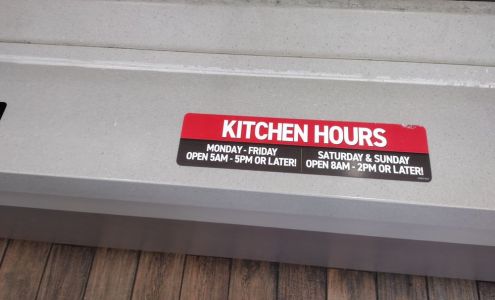 KITCHEN HOURS
MONDAY - FRIDAY
OPEN 5AM - 5PM OR LATER!
SATURDAY & SUNDAY
OPEN 8AM - 2PM OR LATER!